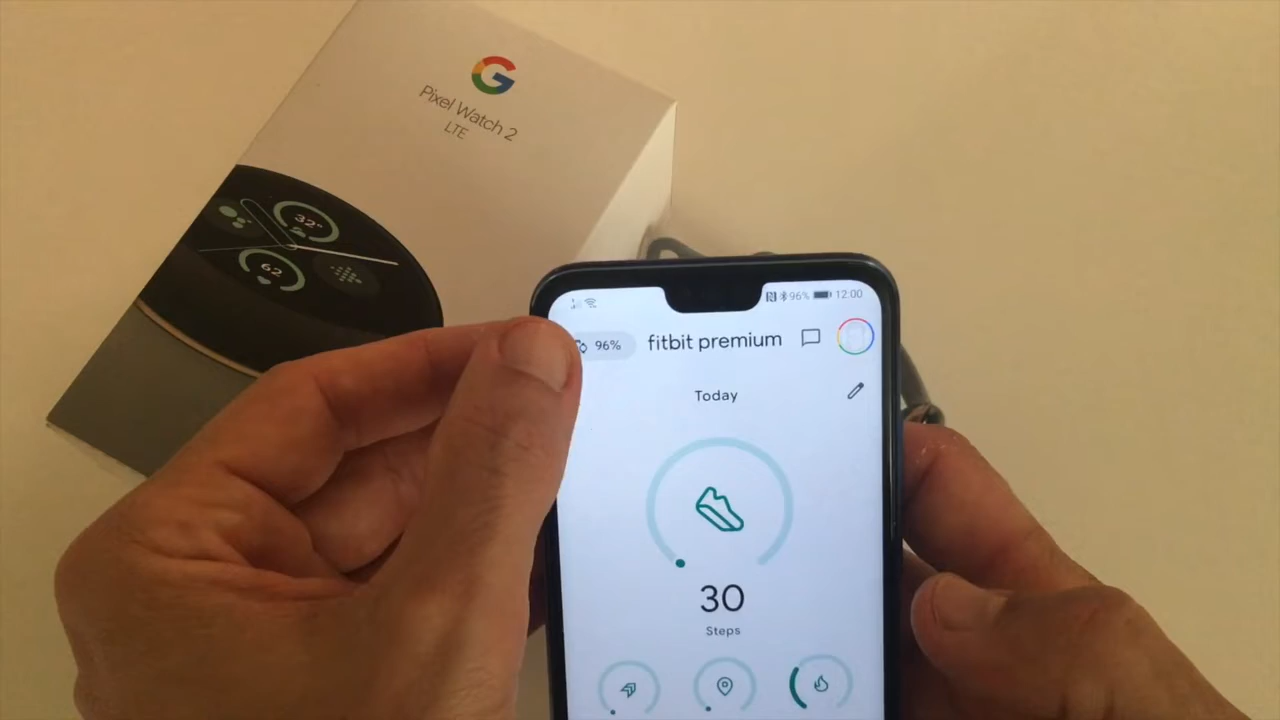 G
Pixel Watch 2
LTE
32°
62
96% 12:00
96%
fitbit premium
Today
30
Steps